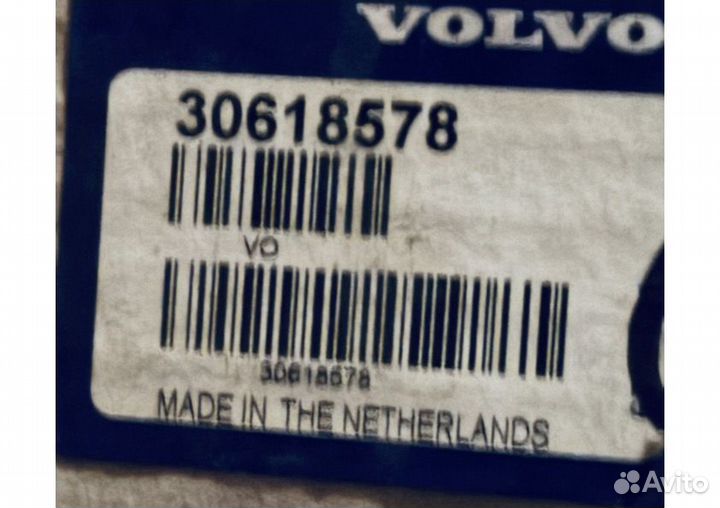 VOLVO
30618578
VO
30618578
MADE IN THE NETHERLANDS
Avito